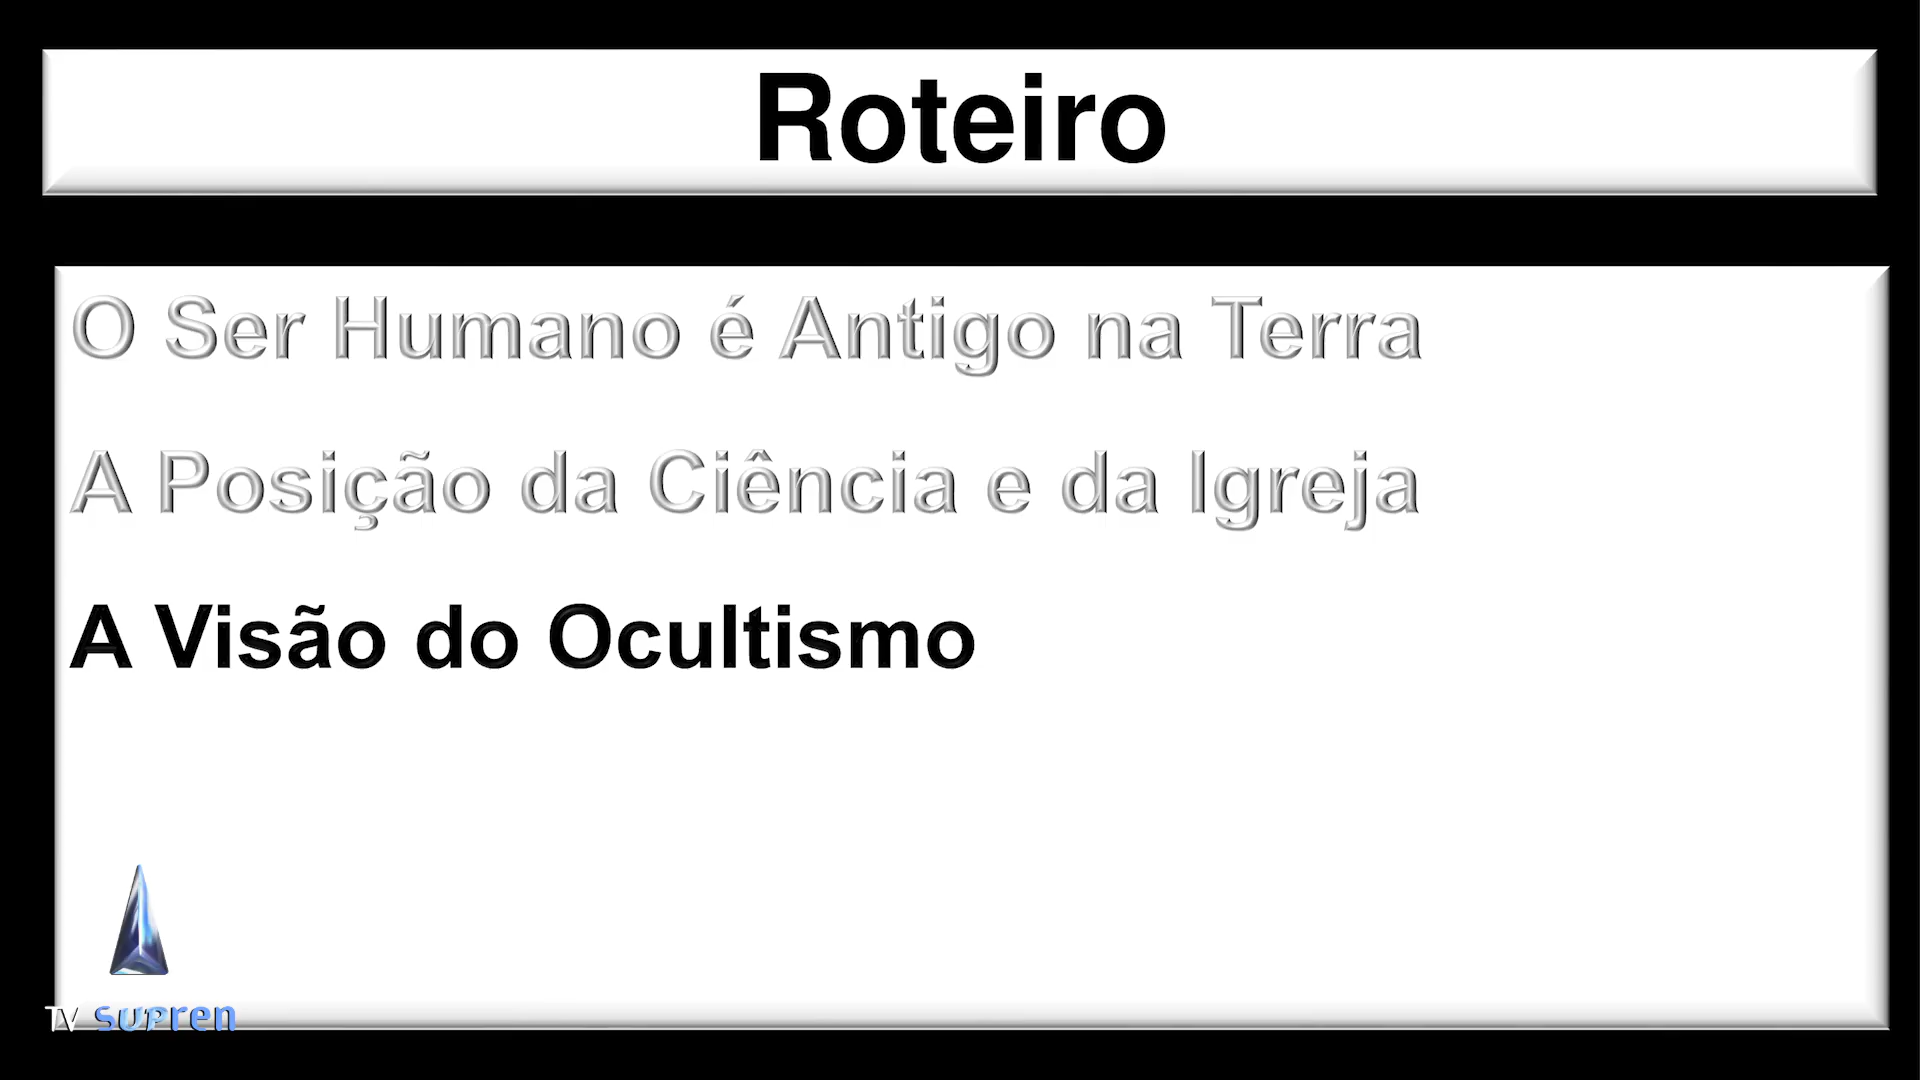 Roteiro
O Ser Humano é Antigo na Terra
A Posição da Ciência e da Igreja
A Visão do Ocultismo
TV SUPren